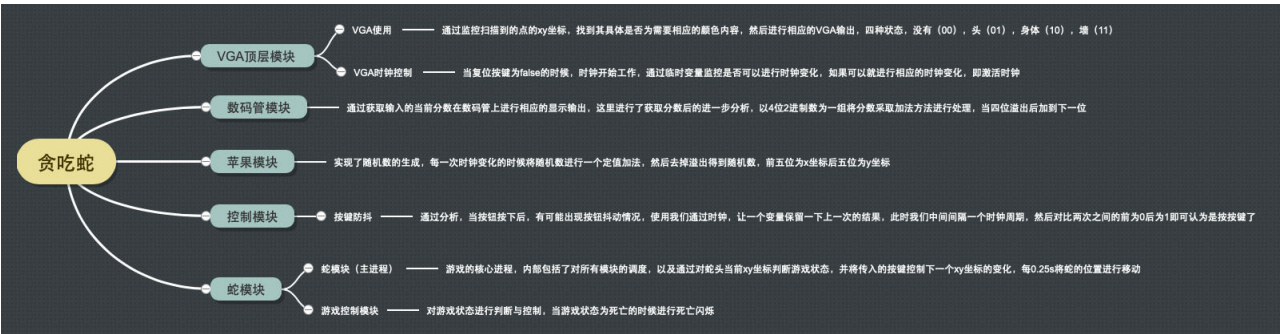 贪吃蛇
VGA顶层模块
VGA使用
通过监控扫描到的点的xy坐标，找到其具体是否为需要相应的颜色内容，然后进行相应的VGA输出，四种状态，没有（00），头（01），身体（10），墙（11）
VGA时钟控制
当复位按键为false的时候，时钟开始工作，通过临时变量监控是否可以进行时钟变化，如果可以就进行相应的时钟变化，即激活时钟
数码管模块
通过获取输入的当前分数在数码管上进行相应的显示输出，这里进行了获取分数后的进一步分析，以4位2进制数为一组将分数采取加法方法进行处理，当四位溢出后加到下一位
苹果模块
实现了随机数的生成，每一次时钟变化的时候将随机数进行一个定值加法，然后去掉溢出得到随机数，前五位为x坐标后五位为y坐标
控制模块
按键防抖
通过分析，当按钮按下后，有可能出现按钮抖动情况，使用我们通过时钟，让一个变量保留一下上一次的结果，此时我们中间间隔一个时钟周期，然后对比两次之间的前为0后为1即可认为是按按键了
蛇模块
蛇模块（主进程）
游戏的核心进程，内部包括了对所有模块的调度，以及通过对蛇头当前xy坐标判断游戏状态，并将传入的按键控制下一个xy坐标的变化，每0.25s将蛇的位置进行移动
游戏控制模块
对游戏状态进行判断与控制，当游戏状态为死亡的时候进行死亡闪烁